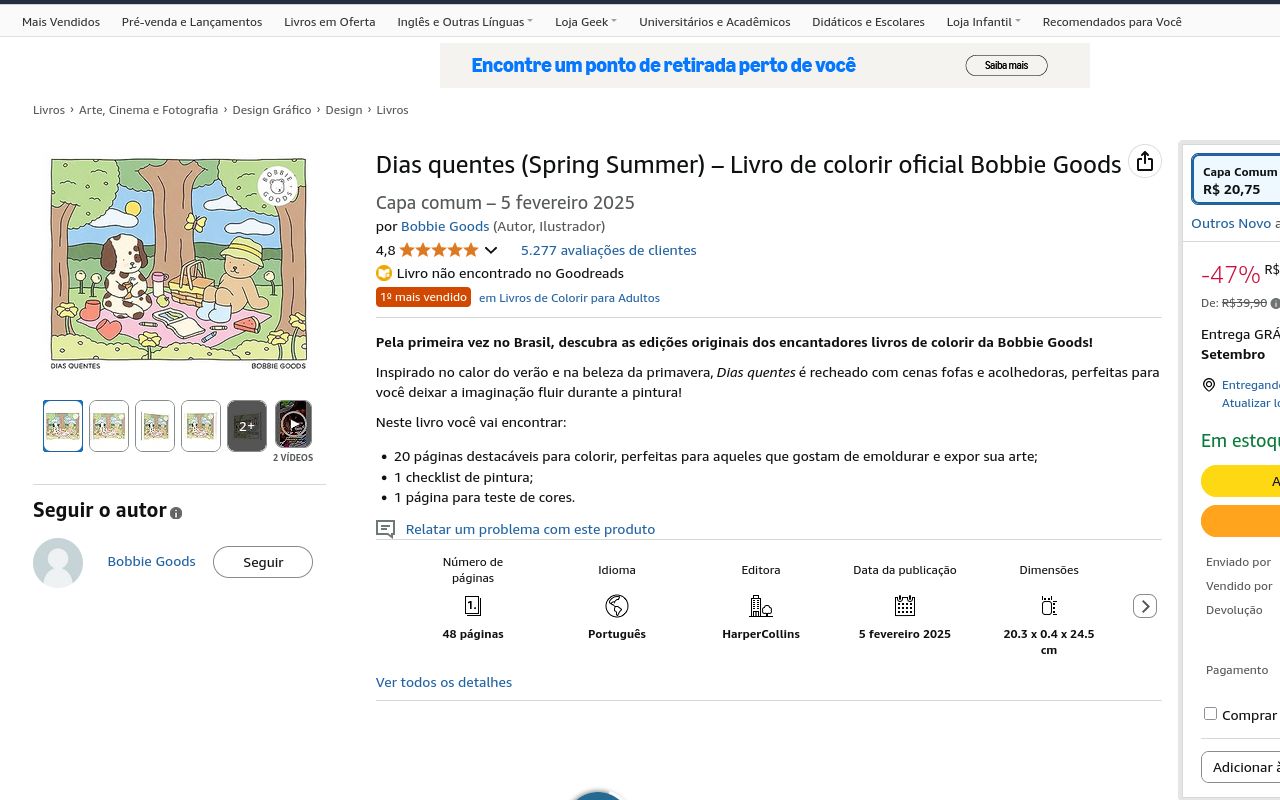 Mais Vendidos Pré-venda e Lançamentos Livros em Oferta Inglês e Outras Línguas Loja Geek Universitários e Acadêmicos Didáticos e Escolares Loja Infantil Recomendados para Você
Encontre um ponto de retirada perto de você Saiba mais
Livros › Arte, Cinema e Fotografia › Design Gráfico › Design › Livros
BOBBIE GOODS
DIAS QUENTES BOBBIE GOODS
2+
2 VÍDEOS
Seguir o autor
Bobbie Goods Seguir
Dias quentes (Spring Summer) – Livro de colorir oficial Bobbie Goods
Capa comum – 5 fevereiro 2025
por Bobbie Goods (Autor, Ilustrador)
4,8 5.277 avaliações de clientes
Livro não encontrado no Goodreads
1º mais vendido em Livros de Colorir para Adultos
Pela primeira vez no Brasil, descubra as edições originais dos encantadores livros de colorir da Bobbie Goods!
Inspirado no calor do verão e na beleza da primavera, Dias quentes é recheado com cenas fofas e acolhedoras, perfeitas para
você deixar a imaginação fluir durante a pintura!
Neste livro você vai encontrar:
• 20 páginas destacáveis para colorir, perfeitas para aqueles que gostam de emoldurar e expor sua arte;
• 1 checklist de pintura;
• 1 página para teste de cores.
Relatar um problema com este produto
Número de
páginas
48 páginas
Idioma
Português
Editora
HarperCollins
Data da publicação
5 fevereiro 2025
Dimensões
20.3 x 0.4 x 24.5
cm
Ver todos os detalhes
Capa Comum
R$ 20,75
Outros Novo a
-47% R$
De: R$39,90
Entrega GRÁ
Setembro
Entregando
Atualizar lo
Em estoqu
A
Enviado por
Vendido por
Devolução
Pagamento
Comprar
Adicionar à